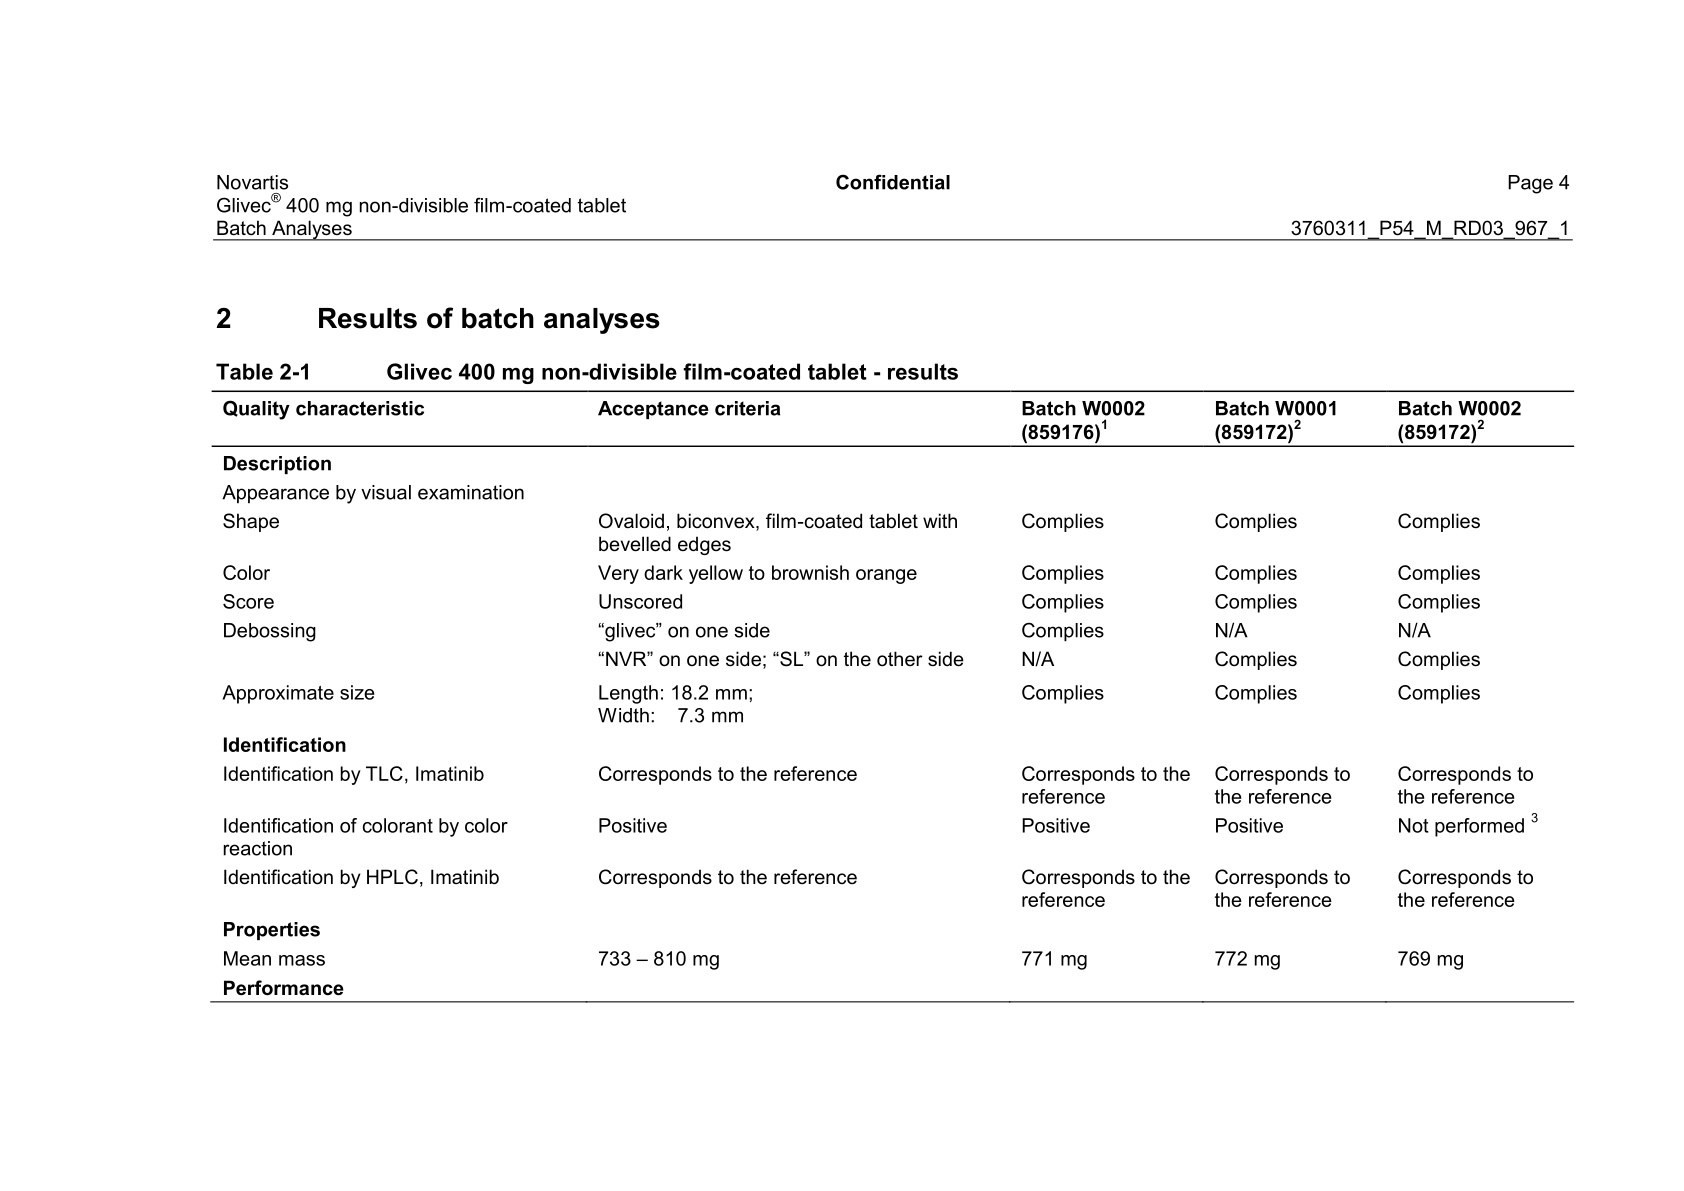 Novartis Confidential Page 4
Glivec® 400 mg non-divisible film-coated tablet
Batch Analyses 3760311_P54_M_RD03_967_1
2 Results of batch analyses
Table 2-1 Glivec 400 mg non-divisible film-coated tablet - results
Quality characteristic Acceptance criteria Batch W0002 Batch W0001 Batch W0002
(859176)1 (859172)2 (859172)2
Description
Appearance by visual examination
Shape Ovaloid, biconvex, film-coated tablet with Complies Complies Complies
bevelled edges
Color Very dark yellow to brownish orange Complies Complies Complies
Score Unscored Complies Complies Complies
Debossing “glivec” on one side Complies N/A N/A
“NVR” on one side; “SL” on the other side N/A Complies Complies
Approximate size Length: 18.2 mm; Complies Complies Complies
Width: 7.3 mm
Identification
Identification by TLC, Imatinib Corresponds to the reference Corresponds to the Corresponds to Corresponds to
reference the reference the reference
Identification of colorant by color Positive Positive Positive Not performed 3
reaction
Identification by HPLC, Imatinib Corresponds to the reference Corresponds to the Corresponds to Corresponds to
reference the reference the reference
Properties
Mean mass 733 – 810 mg 771 mg 772 mg 769 mg
Performance